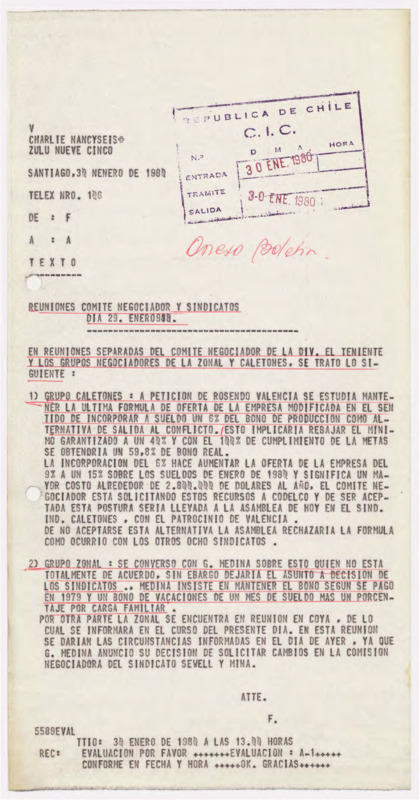 REPUBLICA DE CHILE
C.I.C.
N.º D M A HORA
ENTRADA 30 ENE. 1980
TRAMITE
SALIDA 30 ENE. 1980
V
CHARLIE NANCYSEIS
ZULU NUEVE CINCO
SANTIAGO,30 NENERO DE 1980
TELEX NRO. 106
DE : F
A : A
T E X T O
Anexo Boletín.
REUNIONES COMITE NEGOCIADOR Y SINDICATOS
DIA 29. ENERO980.
EN REUNIONES SEPARADAS DEL COMITE NEGOCIADOR DE LA DIV. EL TENIENTE
Y LOS GRUPOS NEGOCIADORES DE LA ZONAL Y CALETONES, SE TRATO LO SI-
GUIENTE :
1) GRUPO CALETONES : A PETICION DE ROSENDO VALENCIA SE ESTUDIA MANTE-
NER LA ULTIMA FORMULA DE OFERTA DE LA EMPRESA MODIFICADA EN EL SEN
TIDO DE INCORPORAR A SUELDO UN 6% DEL BONO DE PRODUCCION COMO AL-
TERNATIVA DE SALIDA AL CONFLICTO. ESTO IMPLICARIA REBAJAR EL MINI-
MO GARANTIZADO A UN 40% Y CON EL 100% DE CUMPLIMIENTO DE LA METAS
SE OBTENDRIA UN 59,8% DE BONO REAL.
LA INCORPORACION DEL 6% HACE AUMENTAR LA OFERTA DE LA EMPRESA DEL
9% A UN 15% SOBRE LOS SUELDOS DE ENERO DE 1980 Y SIGNIFICA UN MA-
YOR COSTO ALREDEDOR DE 2.800.000 DE DOLARES AL AÑO. EL COMITE NE-
GOCIADOR ESTA SOLICITANDO ESTOS RECURSOS A CODELCO Y DE SER ACEP-
TADA ESTA POSTURA SERIA LLEVADA A LA ASAMBLEA DE HOY EN EL SIND.
IND. CALETONES , CON EL PATROCINIO DE VALENCIA .
DE NO ACEPTARSE ESTA ALTERNATIVA LA ASAMBLEA RECHAZARIA LA FORMULA
COMO OCURRIO CON LOS OTROS OCHO SINDICATOS .
2) GRUPO ZONAL : SE CONVERSO CON G. MEDINA SOBRE ESTO QUIEN NO ESTA
TOTALMENTE DE ACUERDO, SIN EBARGO DEJARIA EL ASUNTO A DECISION DE
LOS SINDICATOS ., MEDINA INSISTE EN MANTENER EL BONO SEGUN SE PAGO
EN 1979 Y UN BONO DE VACACIONES DE UN MES DE SUELDO MAS UN PORCEN-
TAJE POR CARGA FAMILIAR .
POR OTRA PARTE LA ZONAL SE ENCUENTRA EN REUNION EN COYA , DE LO
CUAL SE INFORMARA EN EL CURSO DEL PRESENTE DIA. EN ESTA REUNION
SE DARIAN LAS CIRCUNSTANCIAS INFORMADAS EN EL DIA DE AYER , YA QUE
G. MEDINA ANUNCIO SU DECISION DE SOLICITAR CAMBIOS EN LA COMISION
NEGOCIADORA DEL SINDICATO SEWELL Y MINA.
ATTE.
F.
5589EVAL
TTIO: 30 ENERO DE 1980 A LAS 13.00 HORAS
REC: EVALUACION POR FAVOR +++++++EVALUACION : A-1+++++
CONFORME EN FECHA Y HORA +++++OK. GRACIAS++++++